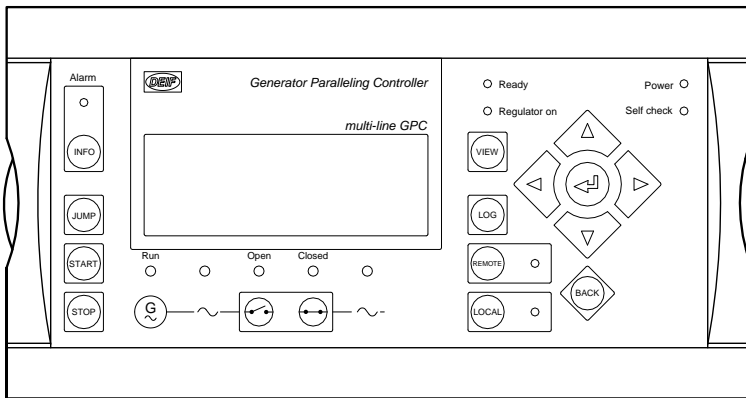 Alarm
DEIF
Generator Paralleling Controller
Ready
Power
Regulator on
Self check
multi-line GPC
INFO
VIEW
JUMP
LOG
START
REMOTE
Run
Open
Closed
STOP
G
LOCAL
BACK